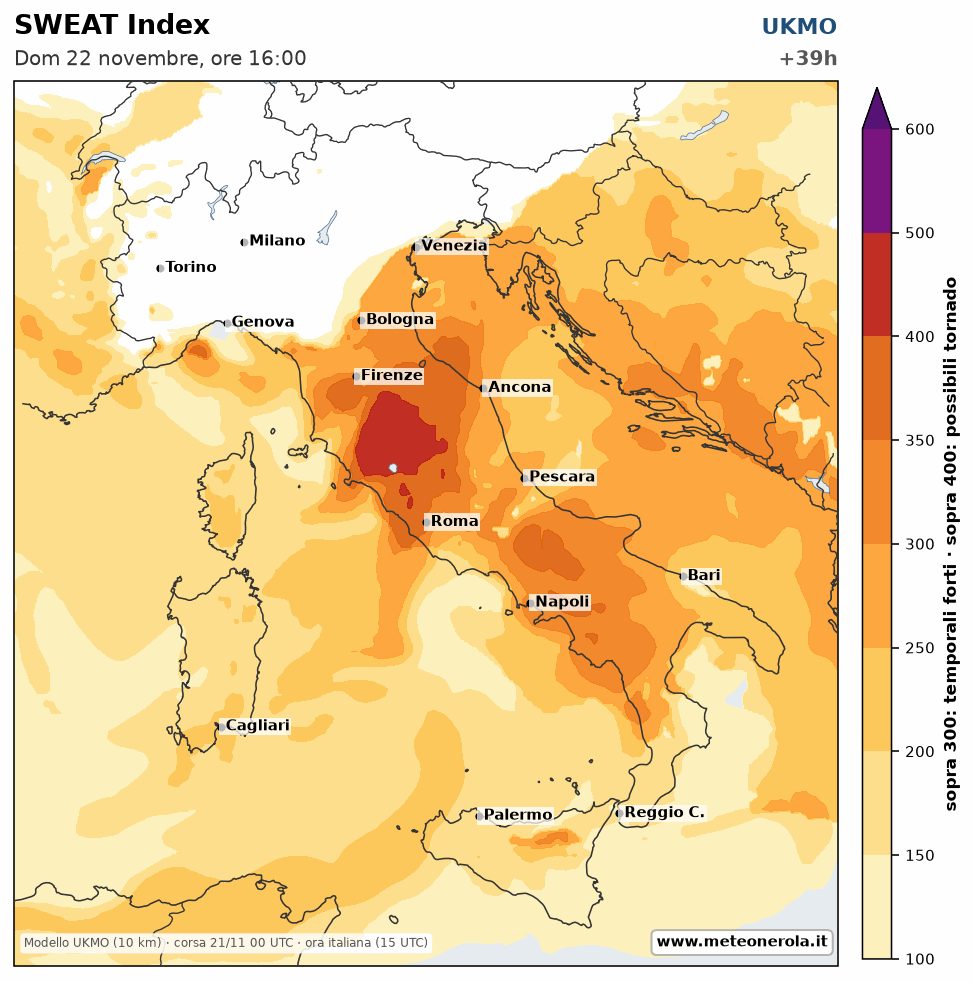 SWEAT Index
UKMO
Dom 22 novembre, ore 16:00
+39h
600
500
400
350
300
250
200
150
100
sopra 300: temporali forti · sopra 400: possibili tornado
Milano
Venezia
Torino
Genova
Bologna
Firenze
Ancona
Pescara
Roma
Bari
Napoli
Cagliari
Palermo
Reggio C.
Modello UKMO (10 km) · corsa 21/11 00 UTC · ora italiana (15 UTC)
www.meteonerola.it